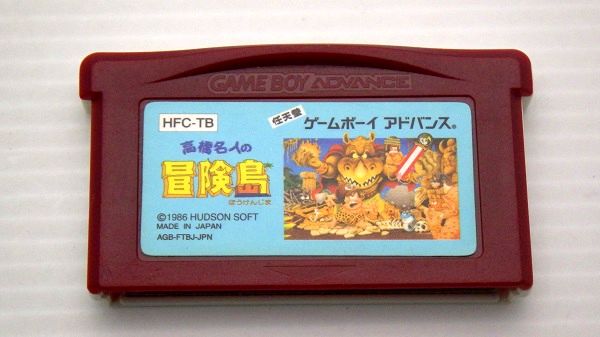 GAME BOY ADVANCE
HFC-TB
任天堂
ゲームボーイ アドバンス®
高橋名人の
冒険島
ぼうけんじま
©1986 HUDSON SOFT
MADE IN JAPAN
AGB-FTBJ-JPN